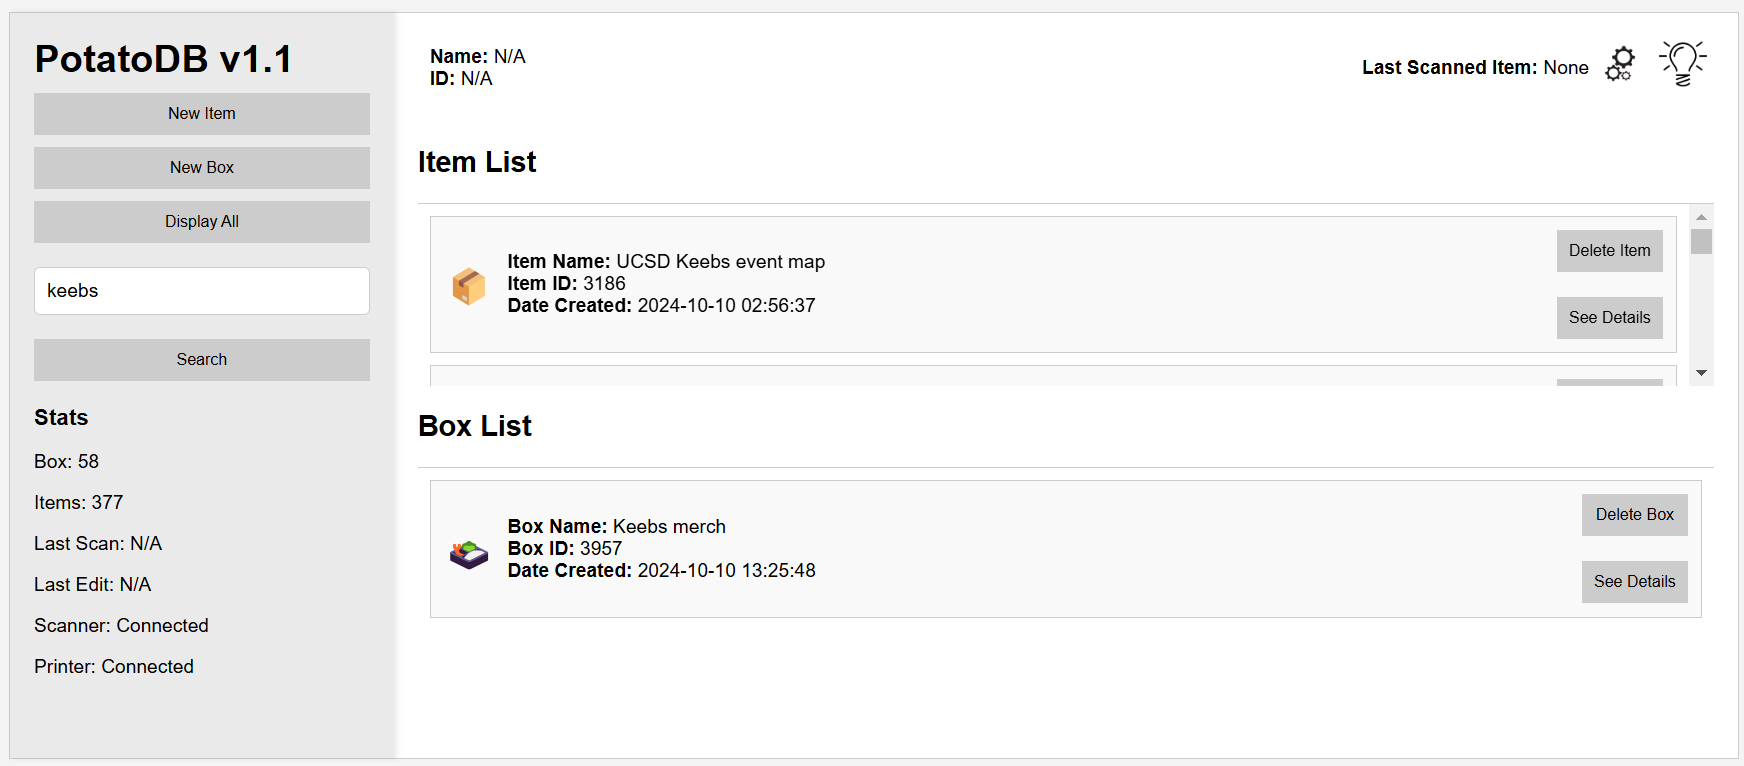 PotatoDB v1.1
New Item
New Box
Display All
keebs
Search
Stats
Box: 58
Items: 377
Last Scan: N/A
Last Edit: N/A
Scanner: Connected
Printer: Connected
Name: N/A
ID: N/A
Last Scanned Item: None
Item List
Item Name: UCSD Keebs event map
Item ID: 3186
Date Created: 2024-10-10 02:56:37
Delete Item
See Details
Box List
Box Name: Keebs merch
Box ID: 3957
Date Created: 2024-10-10 13:25:48
Delete Box
See Details